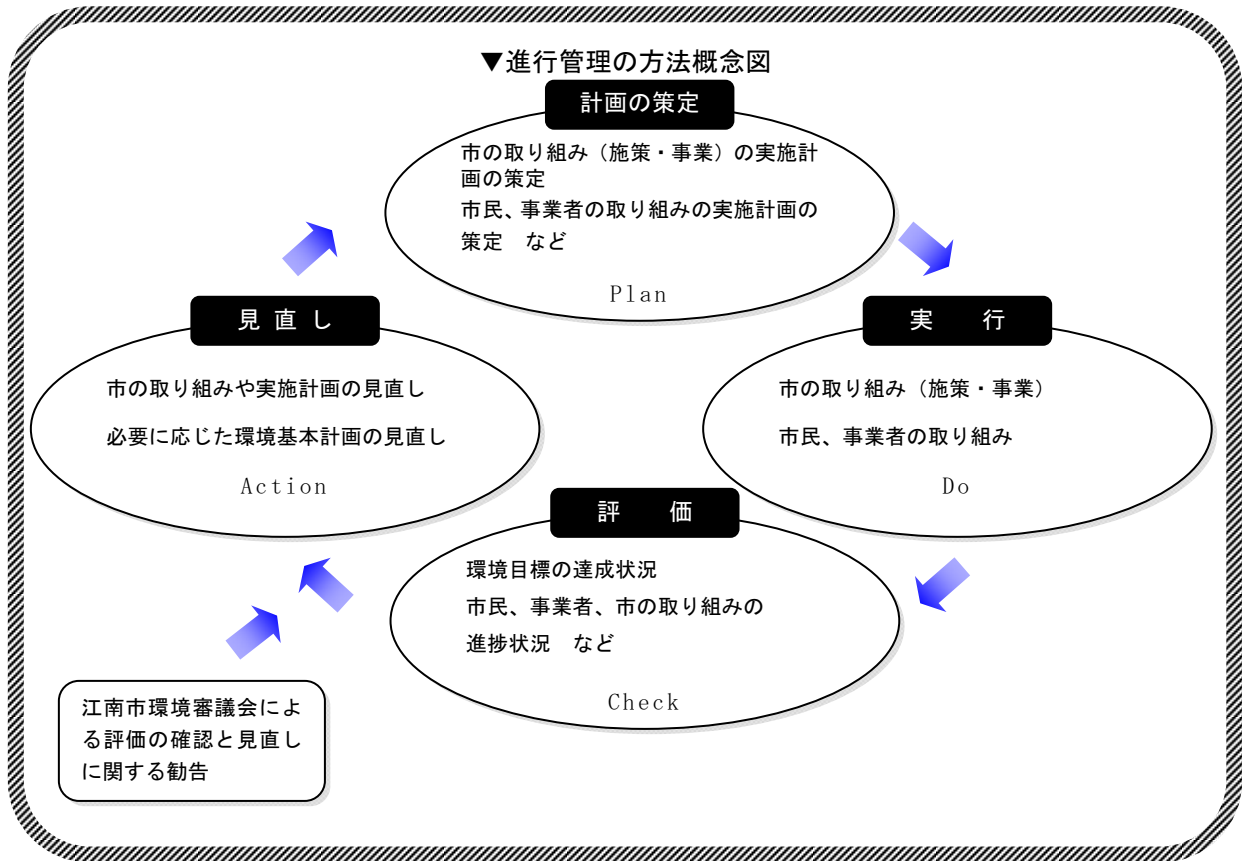 ▼進行管理の方法概念図
計画の策定
市の取り組み(施策・事業)の実施計
画の策定
市民、事業者の取り組みの実施計画の
策定 など
Plan
見 直 し
市の取り組みや実施計画の見直し
必要に応じた環境基本計画の見直し
Action
実 行
市の取り組み(施策・事業)
市民、事業者の取り組み
Do
評 価
環境目標の達成状況
市民、事業者、市の取り組みの
進捗状況 など
Check
江南市環境審議会によ
る評価の確認と見直し
に関する勧告